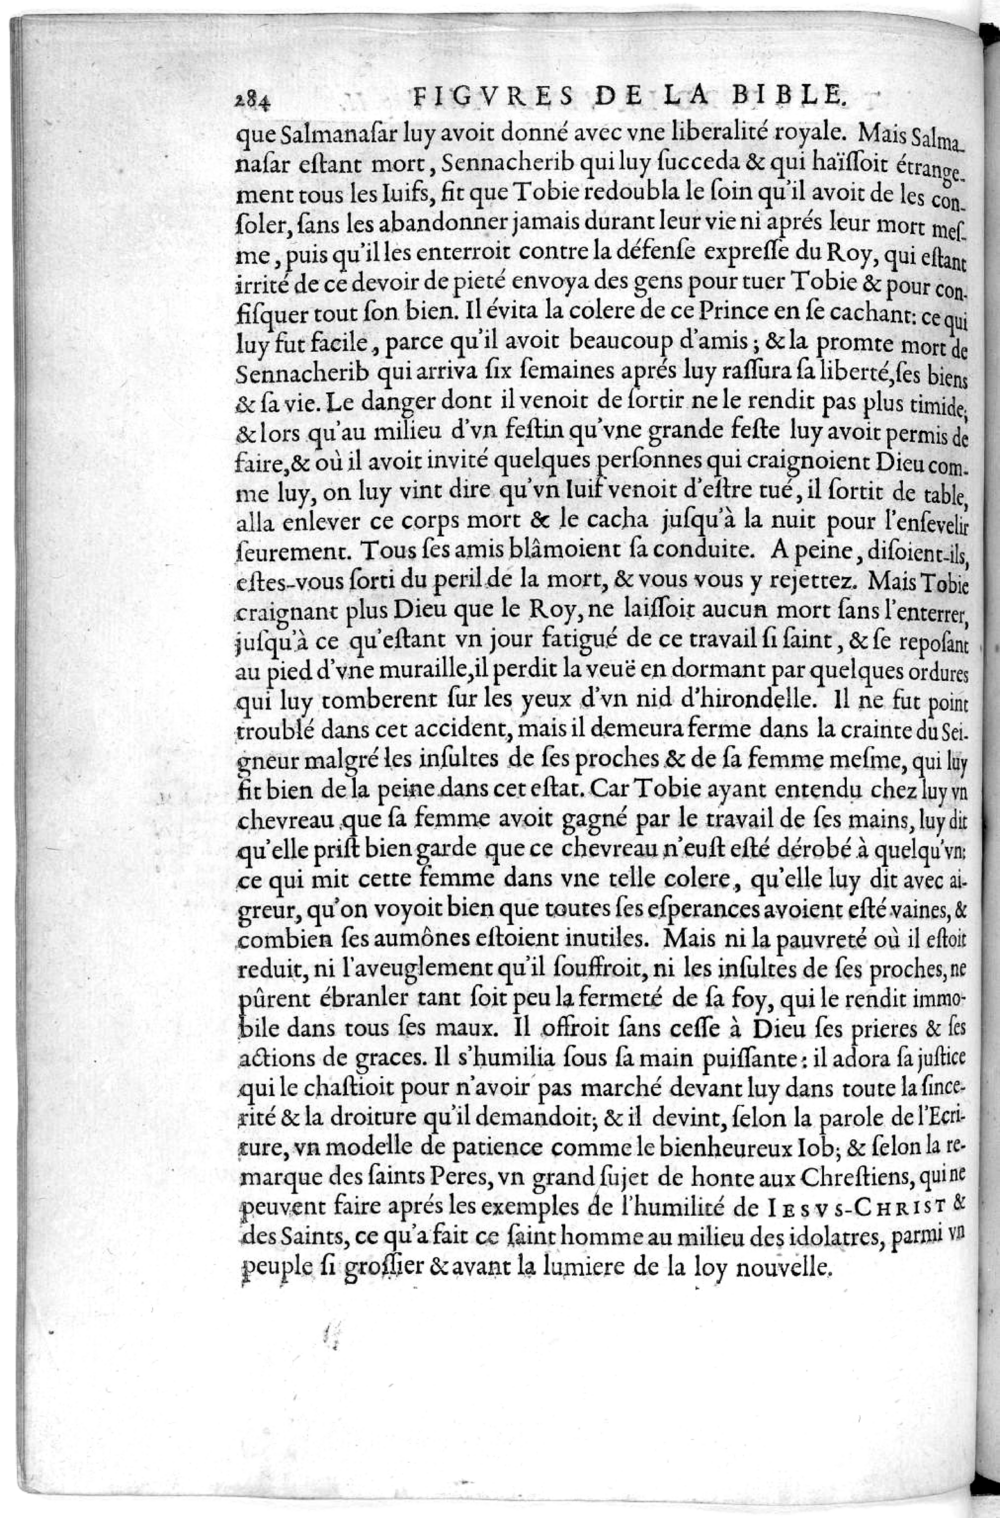 284 FIGVRES DE LA BIBLE.
que Salmanaſar luy avoit donné avec vne liberalité royale. Mais Salma-
naſar eſtant mort, Sennacherib qui luy ſucceda & qui haïſſoit étrange-
ment tous les Iuifs, fit que Tobie redoubla le ſoin qu'il avoit de les con-
ſoler, ſans les abandonner jamais durant leur vie ni aprés leur mort meſ-
me, puis qu'il les enterroit contre la défenſe expreſſe du Roy, qui eſtant
irrité de ce devoir de pieté envoya des gens pour tuer Tobie & pour con-
fiſquer tout ſon bien. Il évita la colere de ce Prince en ſe cachant: ce qui
luy fut facile, parce qu'il avoit beaucoup d'amis; & la promte mort de
Sennacherib qui arriva ſix ſemaines aprés luy raſſura ſa liberté, ſes biens
& ſa vie. Le danger dont il venoit de ſortir ne le rendit pas plus timide;
& lors qu'au milieu d'vn feſtin qu'vne grande feſte luy avoit permis de
faire, & où il avoit invité quelques perſonnes qui craignoient Dieu com-
me luy, on luy vint dire qu'vn Iuif venoit d'eſtre tué, il ſortit de table,
alla enlever ce corps mort & le cacha juſqu'à la nuit pour l'enſevelir
ſeurement. Tous ſes amis blâmoient ſa conduite. A peine, diſoient-ils,
eſtes-vous ſorti du peril de la mort, & vous vous y rejettez. Mais Tobie
craignant plus Dieu que le Roy, ne laiſſoit aucun mort ſans l'enterrer,
juſqu'à ce qu'eſtant vn jour fatigué de ce travail ſi ſaint, & ſe repoſant
au pied d'vne muraille, il perdit la veuë en dormant par quelques ordures
qui luy tomberent ſur les yeux d'vn nid d'hirondelle. Il ne fut point
troublé dans cet accident, mais il demeura ferme dans la crainte du Sei-
gneur malgré les inſultes de ſes proches & de ſa femme meſme, qui luy
fit bien de la peine dans cet eſtat. Car Tobie ayant entendu chez luy vn
chevreau que ſa femme avoit gagné par le travail de ſes mains, luy dit
qu'elle priſt bien garde que ce chevreau n'euſt eſté dérobé à quelqu'vn:
ce qui mit cette femme dans vne telle colere, qu'elle luy dit avec ai-
greur, qu'on voyoit bien que toutes ſes eſperances avoient eſté vaines, &
combien ſes aumônes eſtoient inutiles. Mais ni la pauvreté où il eſtoit
reduit, ni l'aveuglement qu'il ſouffroit, ni les inſultes de ſes proches, ne
pûrent ébranler tant ſoit peu la fermeté de ſa foy, qui le rendit immo-
bile dans tous ſes maux. Il offroit ſans ceſſe à Dieu ſes prieres & ſes
actions de graces. Il s'humilia ſous ſa main puiſſante: il adora ſa juſtice
qui le chaſtioit pour n'avoir pas marché devant luy dans toute la ſince-
rité & la droiture qu'il demandoit; & il devint, ſelon la parole de l'Ecri-
ture, vn modelle de patience comme le bienheureux Iob; & ſelon la re-
marque des ſaints Peres, vn grand ſujet de honte aux Chreſtiens, qui ne
peuvent faire aprés les exemples de l'humilité de IESVS-CHRIST &
des Saints, ce qu'a fait ce ſaint homme au milieu des idolatres, parmi vn
peuple ſi groſſier & avant la lumiere de la loy nouvelle.